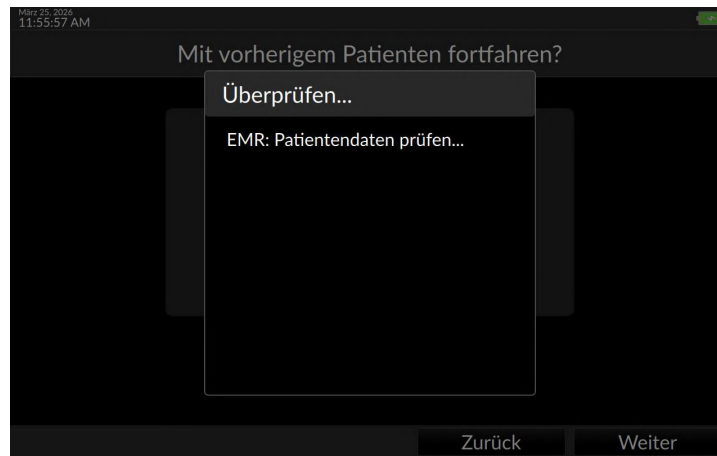 März 25, 2026
11:55:57 AM
Mit vorherigem Patienten fortfahren?
Überprüfen...
EMR: Patientendaten prüfen...
Zurück
Weiter